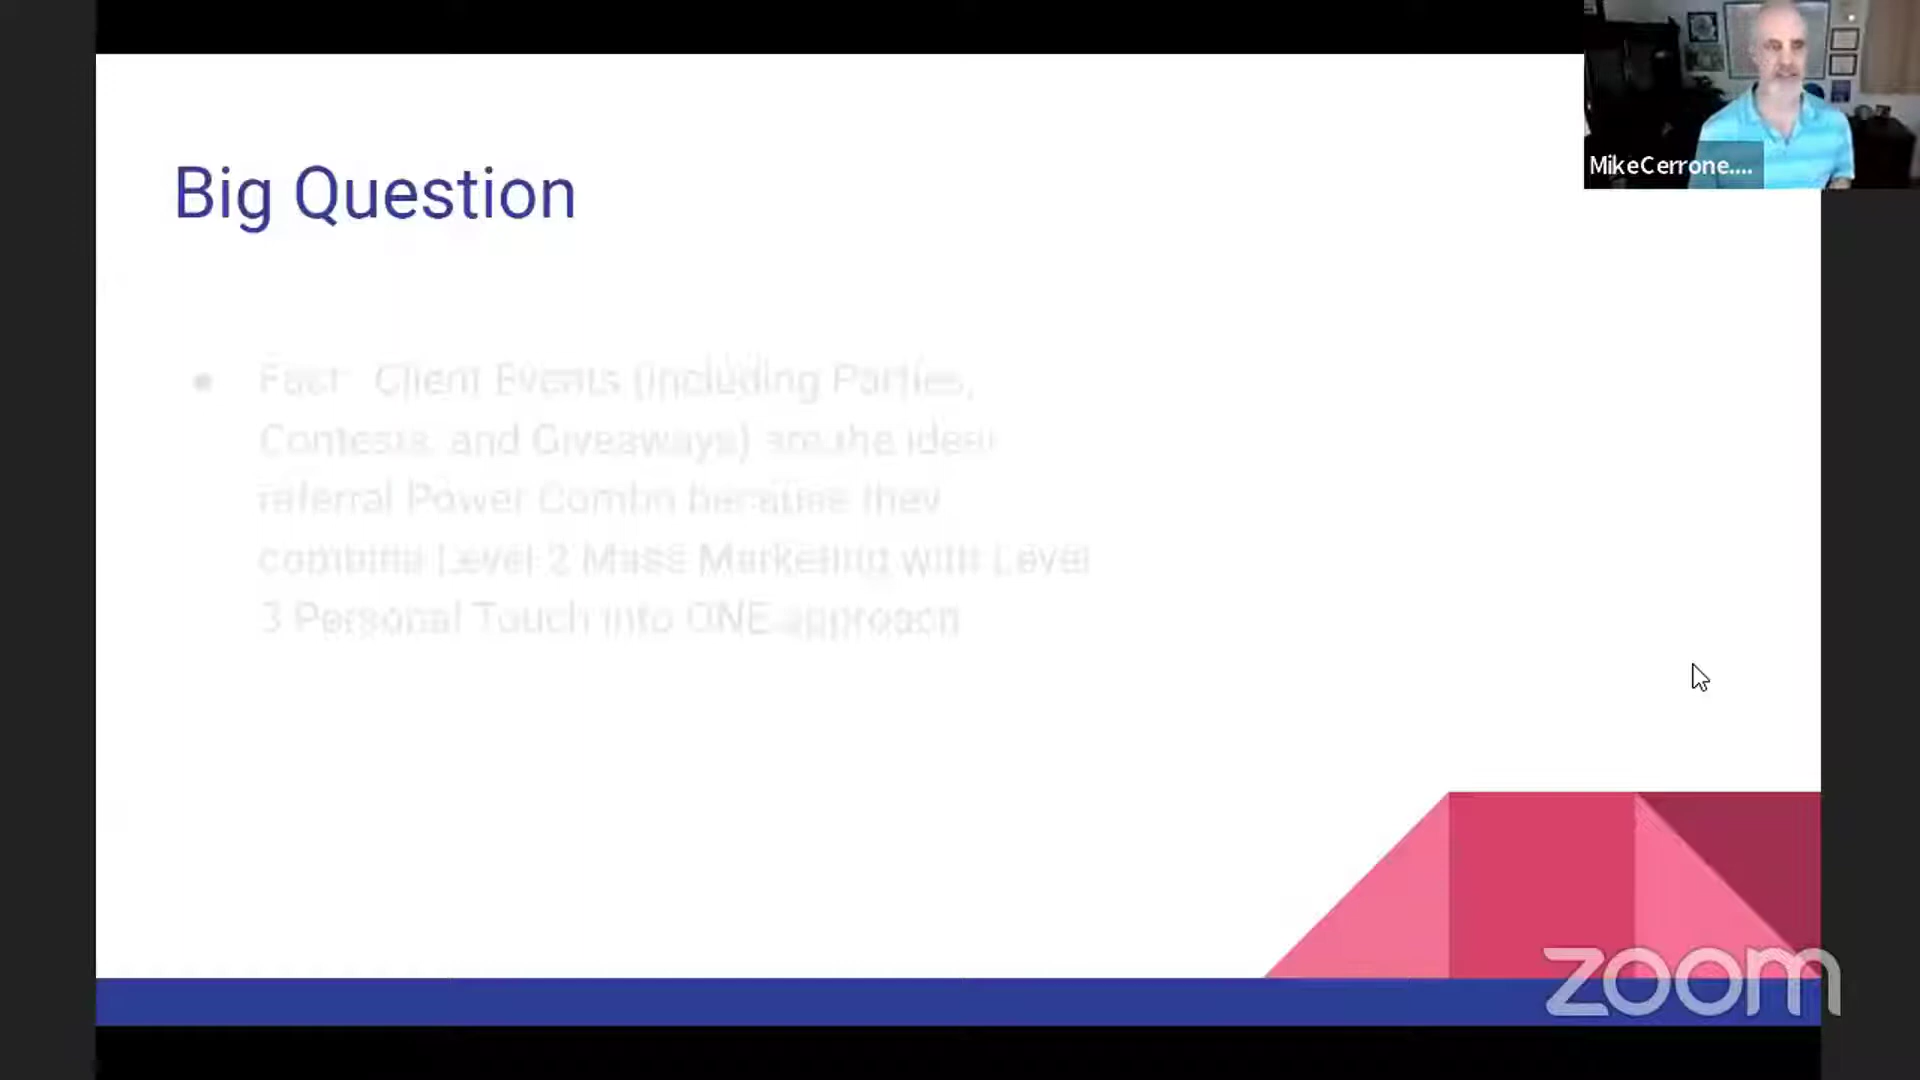 MikeCerrone....
Big Question
● Fact: Client Events (including Parties,
Contests, and Giveaways) are the ideal
referral Power Combo because they
combine Level 2 Mass Marketing with Level
3 Personal Touch into ONE approach
zoom